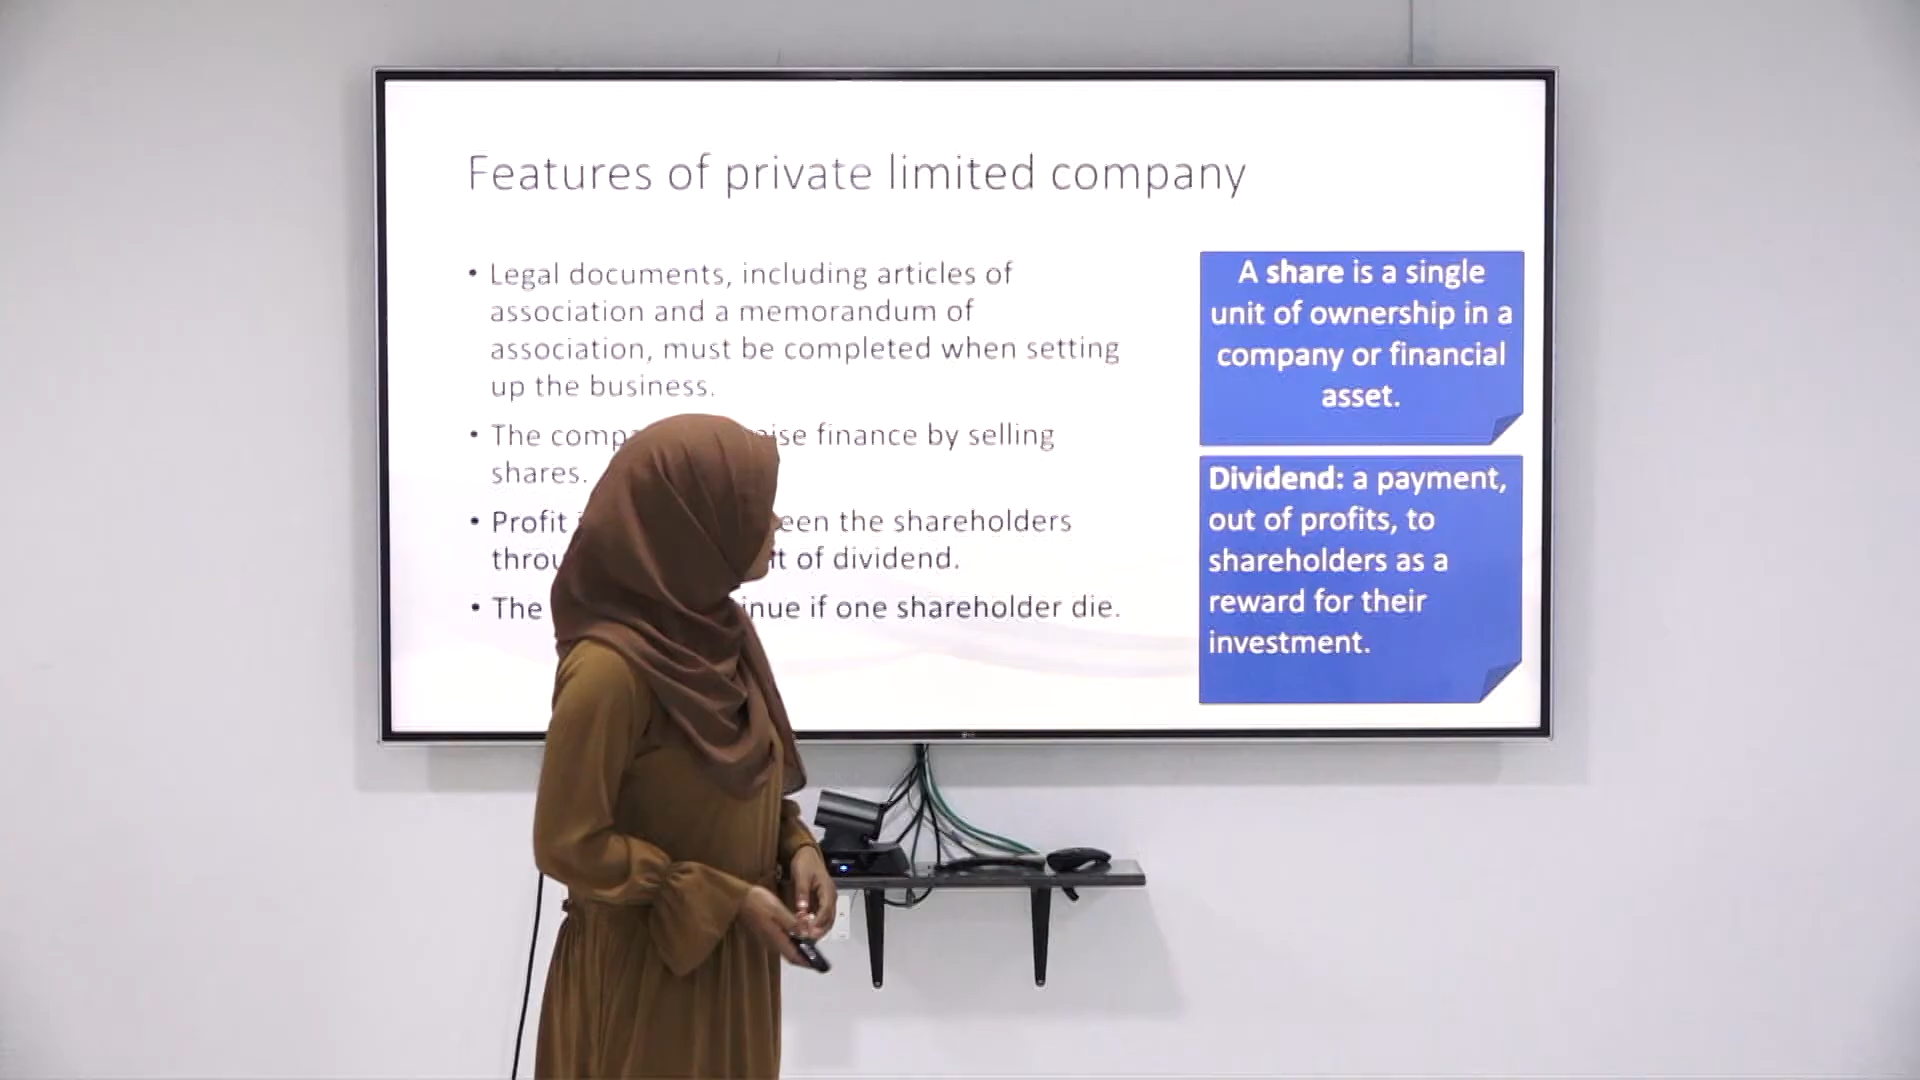 Features of private limited company
• Legal documents, including articles of
association and a memorandum of
association, must be completed when setting
up the business.
• The comp ise finance by selling
shares.
• Profit een the shareholders
throu t of dividend.
• The inue if one shareholder die.
A share is a single
unit of ownership in a
company or financial
asset.
Dividend: a payment,
out of profits, to
shareholders as a
reward for their
investment.